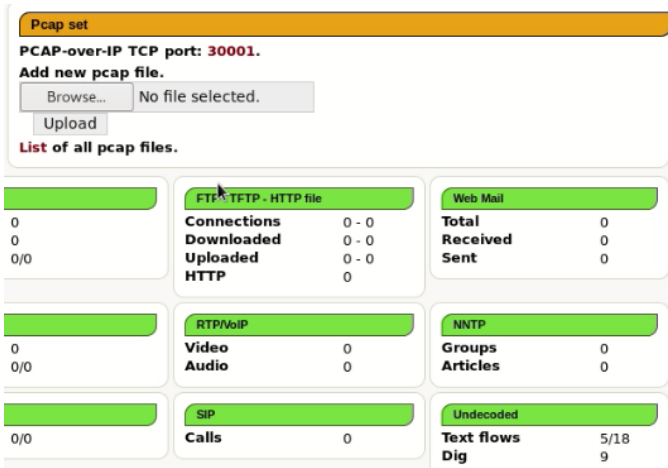 Pcap set
PCAP-over-IP TCP port: 30001.
Add new pcap file.
Browse... No file selected.
Upload
List of all pcap files.
FTP TFTP - HTTP file
Connections 0 - 0
Downloaded 0 - 0
Uploaded 0 - 0
HTTP 0
Web Mail
Total 0
Received 0
Sent 0
0
0
0/0
RTP/VoIP
Video 0
Audio 0
NNTP
Groups 0
Articles 0
0
0/0
SIP
Calls 0
Undecoded
Text flows 5/18
Dig 9
0/0